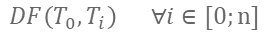 DF(T₀,Tᵢ) ∀i ∈ [0;n]